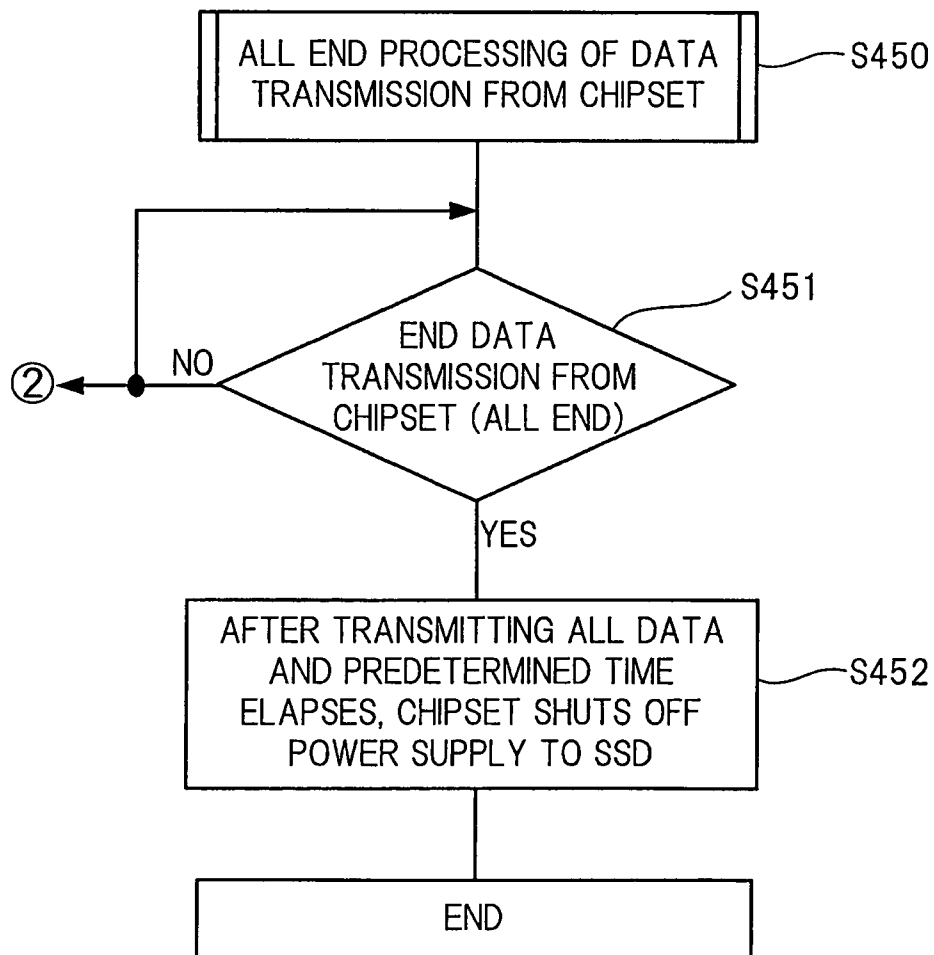 ALL END PROCESSING OF DATA
TRANSMISSION FROM CHIPSET
S450
S451
END DATA
TRANSMISSION FROM
CHIPSET (ALL END)
NO
②
YES
AFTER TRANSMITTING ALL DATA
AND PREDETERMINED TIME
ELAPSES, CHIPSET SHUTS OFF
POWER SUPPLY TO SSD
S452
END